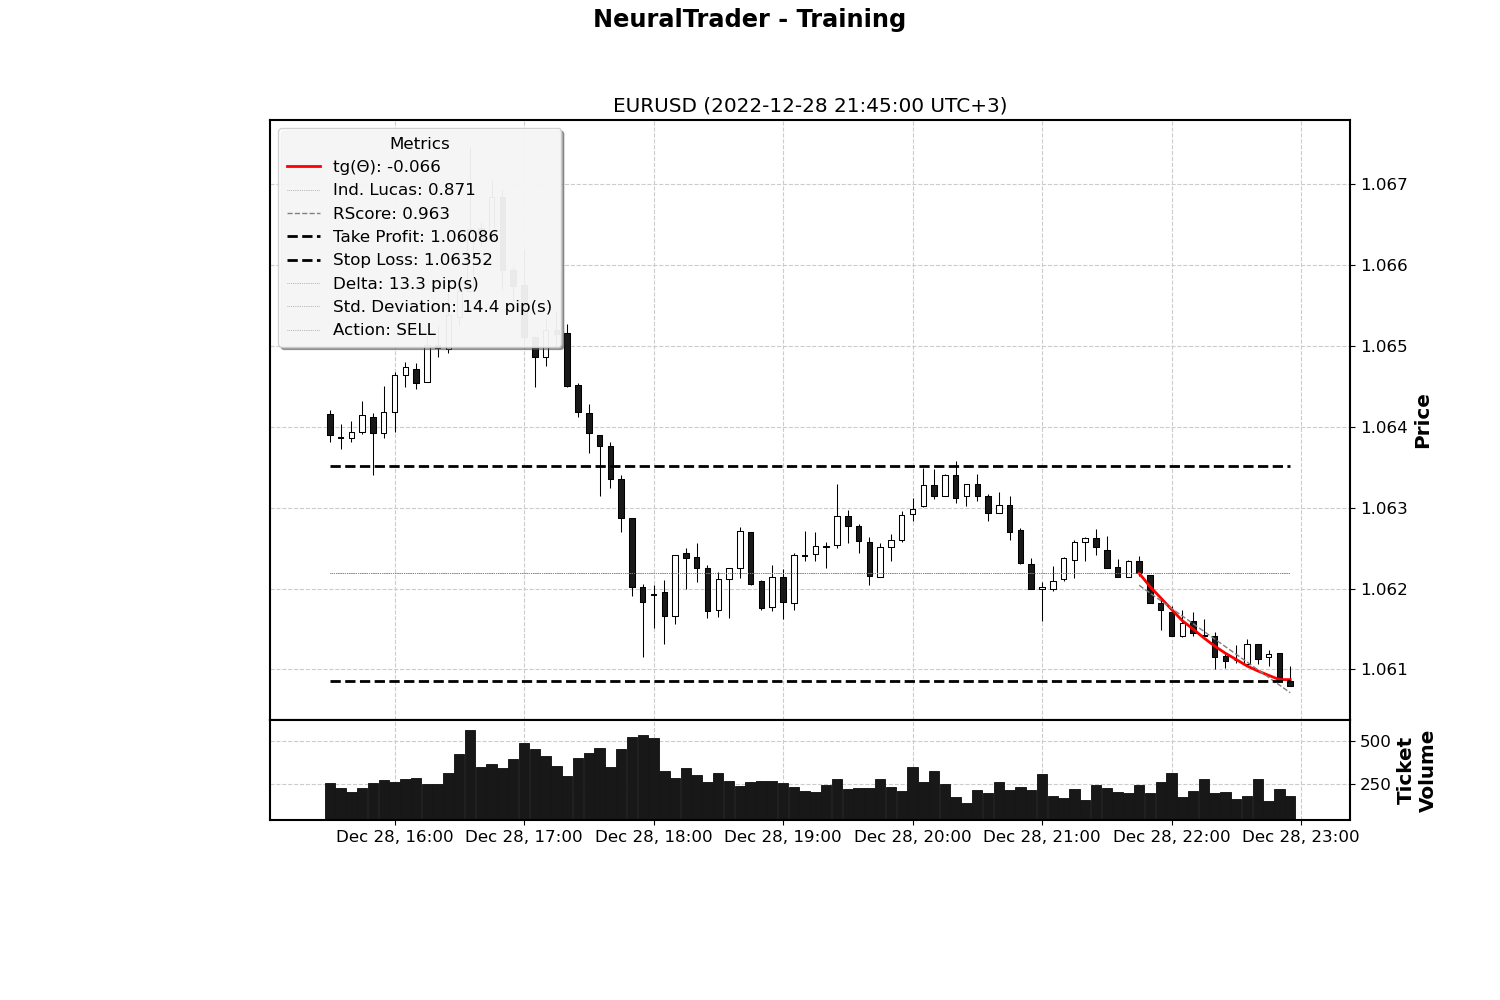 NeuralTrader - Training
EURUSD (2022-12-28 21:45:00 UTC+3)
Metrics
tg(Θ): -0.066
Ind. Lucas: 0.871
RScore: 0.963
Take Profit: 1.06086
Stop Loss: 1.06352
Delta: 13.3 pip(s)
Std. Deviation: 14.4 pip(s)
Action: SELL
1.067
1.066
1.065
1.064
1.063
1.062
1.061
Price
500
250
Ticket
Volume
Dec 28, 16:00
Dec 28, 17:00
Dec 28, 18:00
Dec 28, 19:00
Dec 28, 20:00
Dec 28, 21:00
Dec 28, 22:00
Dec 28, 23:00